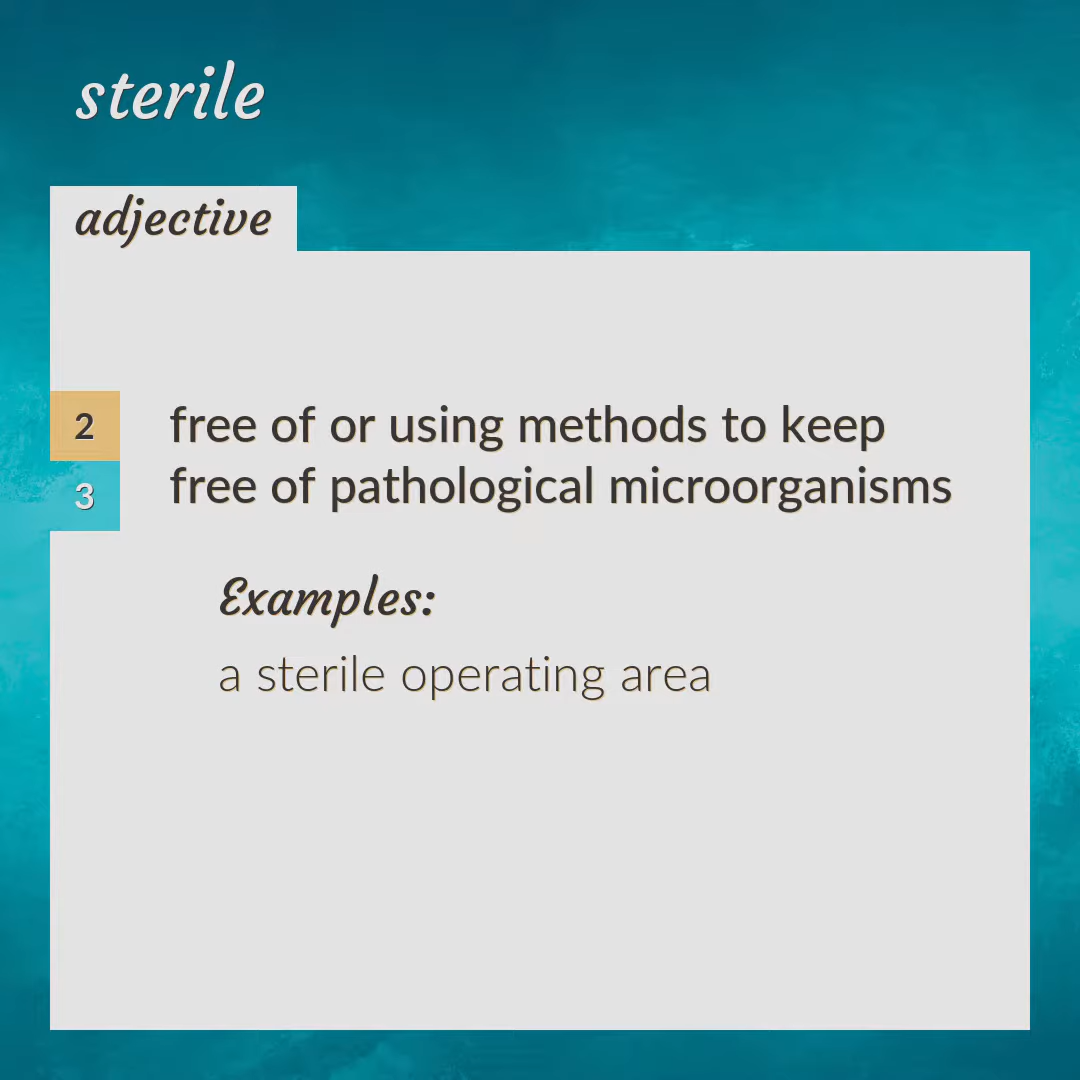 sterile
adjective
2
free of or using methods to keep
3
free of pathological microorganisms
Examples:
a sterile operating area